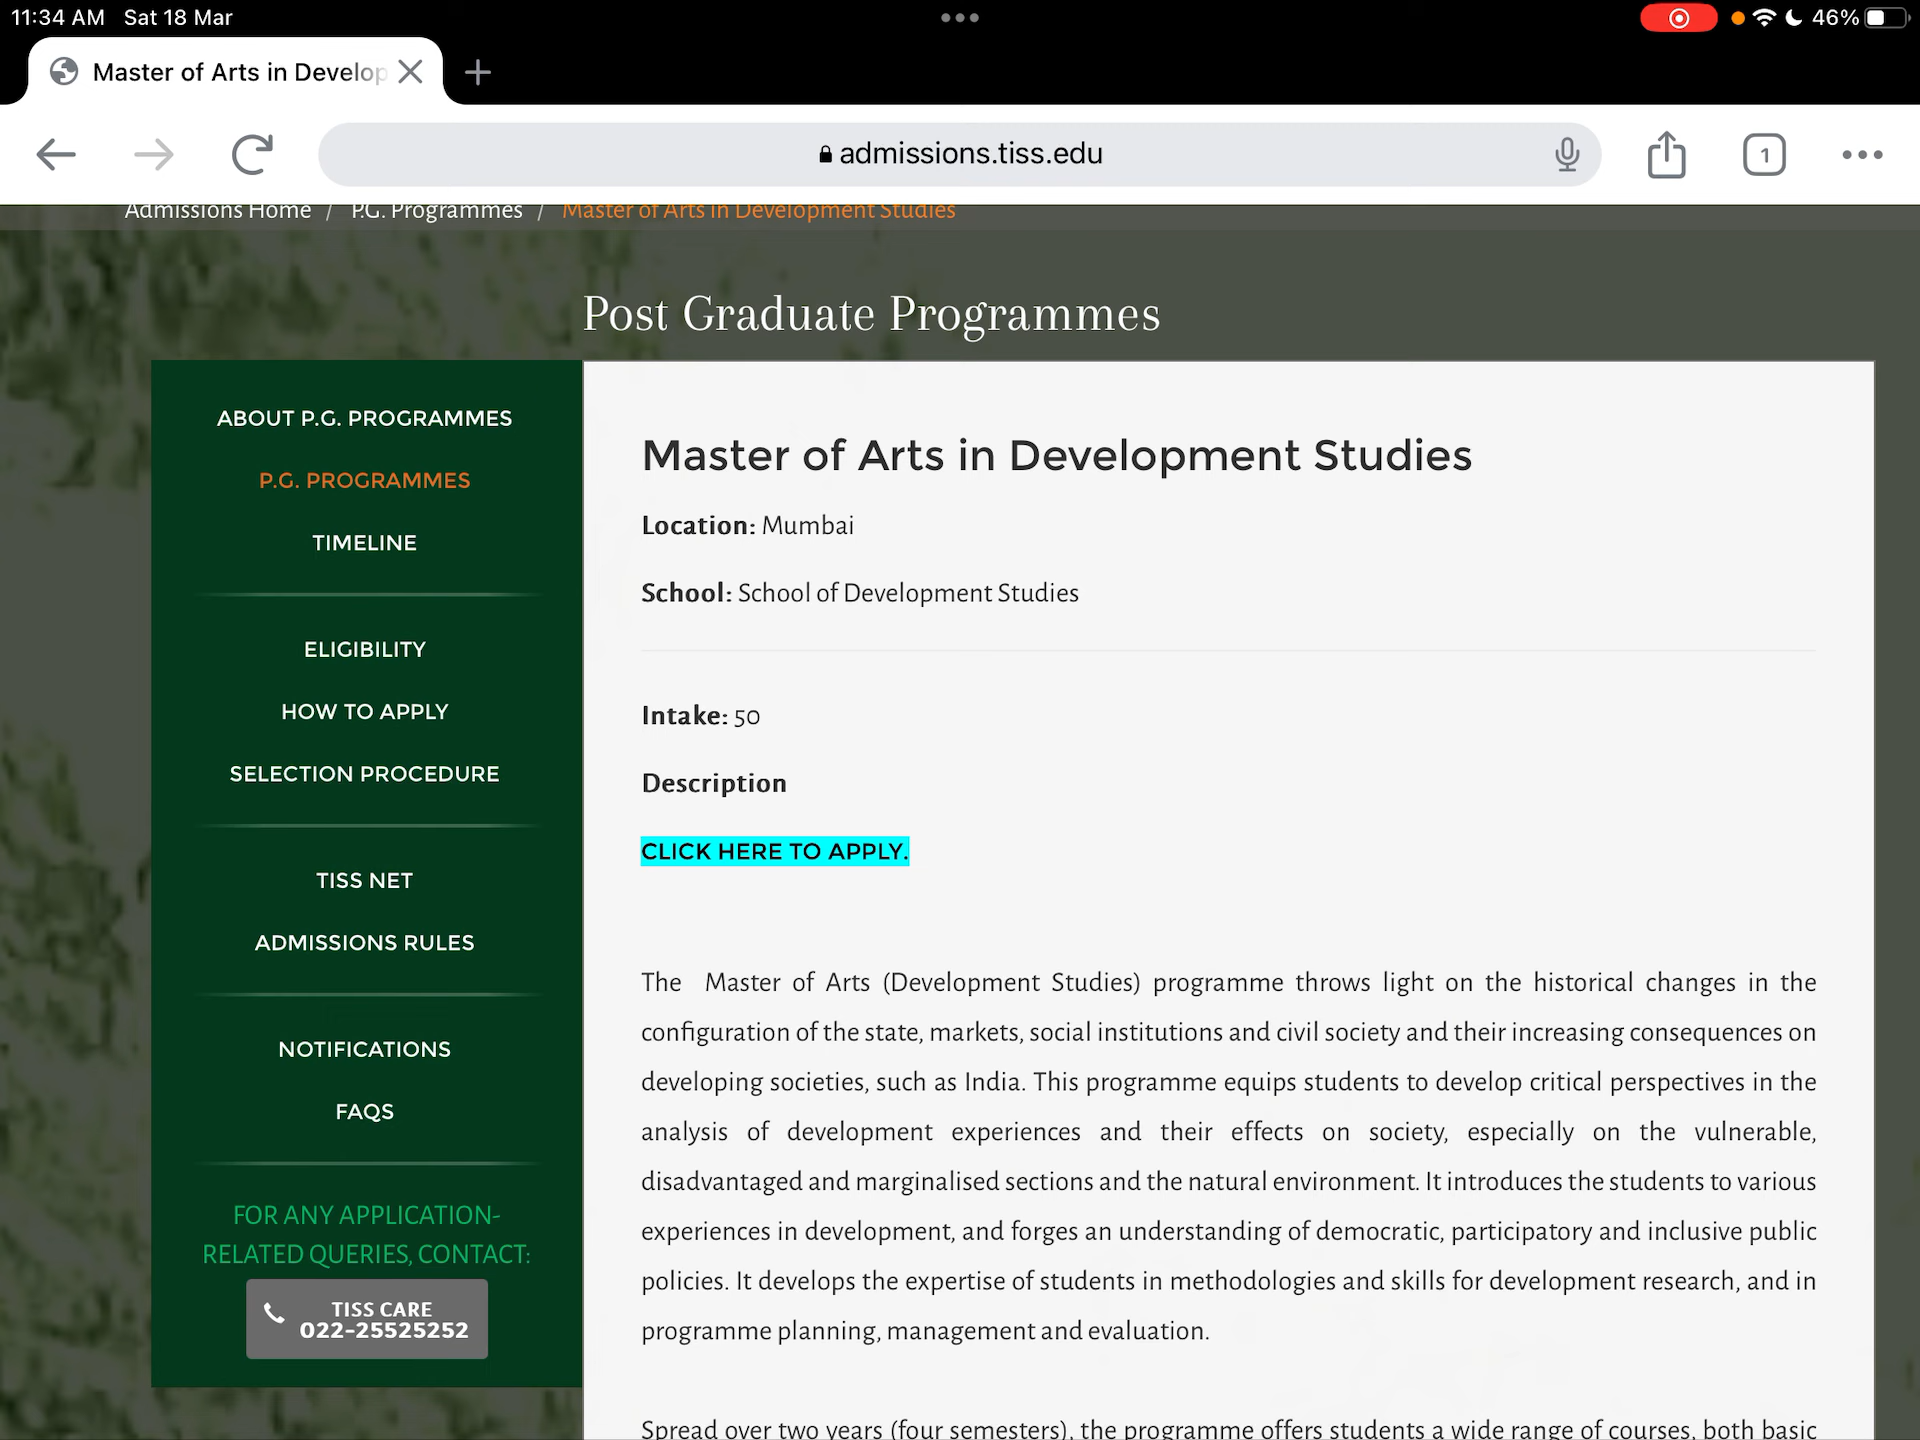 11:34 AM Sat 18 Mar
46%
Master of Arts in Develop
admissions.tiss.edu
1
Admissions Home / P.G. Programmes / Master of Arts in Development Studies
Post Graduate Programmes
ABOUT P.G. PROGRAMMES
P.G. PROGRAMMES
TIMELINE
ELIGIBILITY
HOW TO APPLY
SELECTION PROCEDURE
TISS NET
ADMISSIONS RULES
NOTIFICATIONS
FAQS
FOR ANY APPLICATION-
RELATED QUERIES, CONTACT:
TISS CARE
022-25525252
Master of Arts in Development Studies
Location: Mumbai
School: School of Development Studies
Intake: 50
Description
CLICK HERE TO APPLY.
The Master of Arts (Development Studies) programme throws light on the historical changes in the
configuration of the state, markets, social institutions and civil society and their increasing consequences on
developing societies, such as India. This programme equips students to develop critical perspectives in the
analysis of development experiences and their effects on society, especially on the vulnerable,
disadvantaged and marginalised sections and the natural environment. It introduces the students to various
experiences in development, and forges an understanding of democratic, participatory and inclusive public
policies. It develops the expertise of students in methodologies and skills for development research, and in
programme planning, management and evaluation.
Spread over two years (four semesters), the programme offers students a wide range of courses, both basic